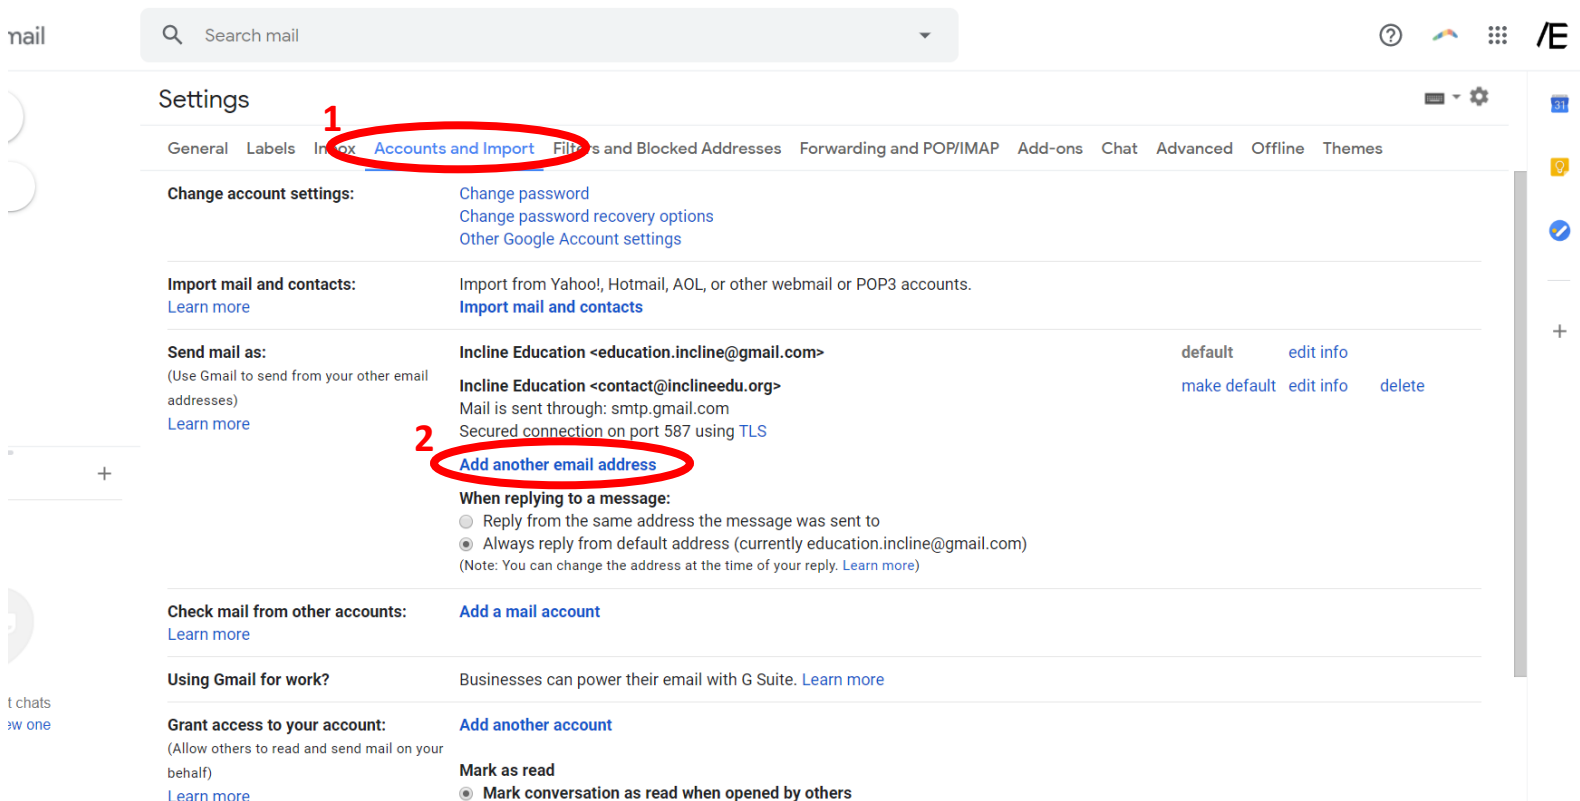 mail
Search mail
/E
Settings
31
1
General Labels Inbox Accounts and Import Filters and Blocked Addresses Forwarding and POP/IMAP Add-ons Chat Advanced Offline Themes
Change account settings: Change password
Change password recovery options
Other Google Account settings
Import mail and contacts: Import from Yahoo!, Hotmail, AOL, or other webmail or POP3 accounts.
Learn more Import mail and contacts
Send mail as: Incline Education <education.incline@gmail.com> default edit info
(Use Gmail to send from your other email
addresses)
Learn more
Incline Education <contact@inclineedu.org> make default edit info delete
Mail is sent through: smtp.gmail.com
Secured connection on port 587 using TLS
2
Add another email address
When replying to a message:
Reply from the same address the message was sent to
Always reply from default address (currently education.incline@gmail.com)
(Note: You can change the address at the time of your reply. Learn more)
Check mail from other accounts: Add a mail account
Learn more
Using Gmail for work? Businesses can power their email with G Suite. Learn more
t chats
ew one
Grant access to your account: Add another account
(Allow others to read and send mail on your
behalf)
Learn more
Mark as read
Mark conversation as read when opened by others